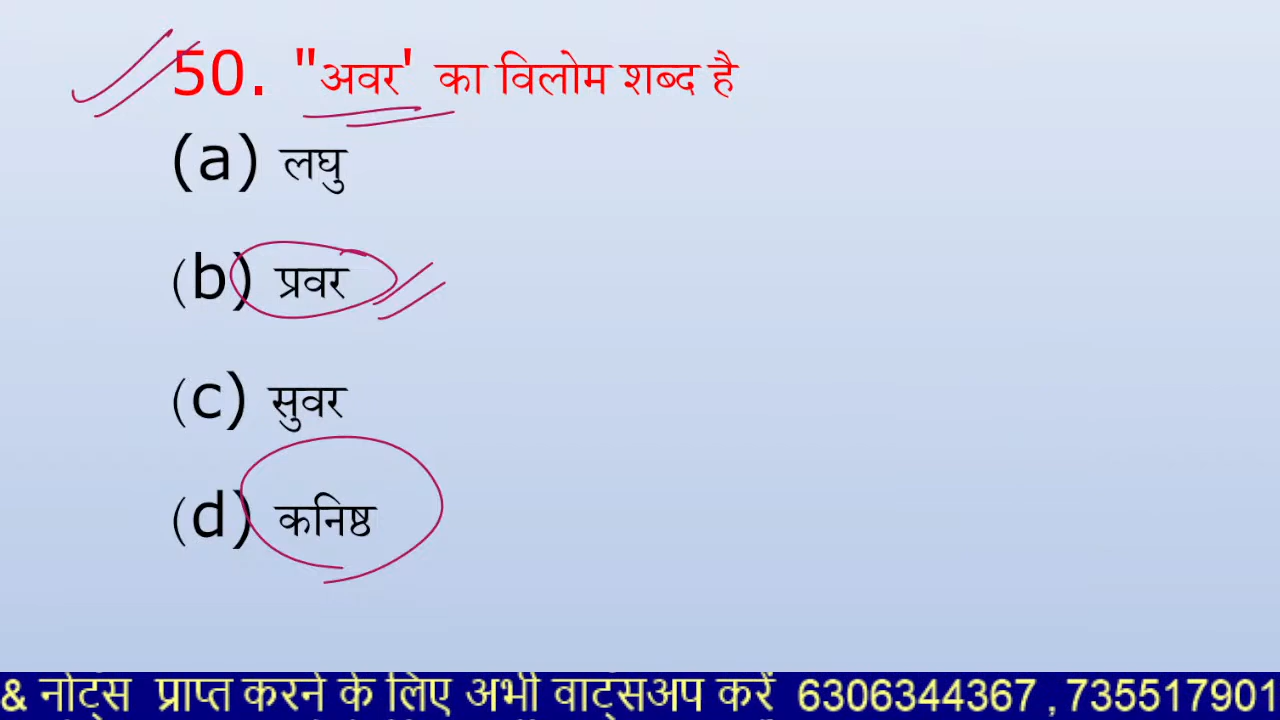 50. "अवर' का विलोम शब्द है
(a) लघु
(b) प्रवर
(c) सुवर
(d) कनिष्ठ
& नोट्स प्राप्त करने के लिए अभी वाट्सअप करें 6306344367 ,735517901